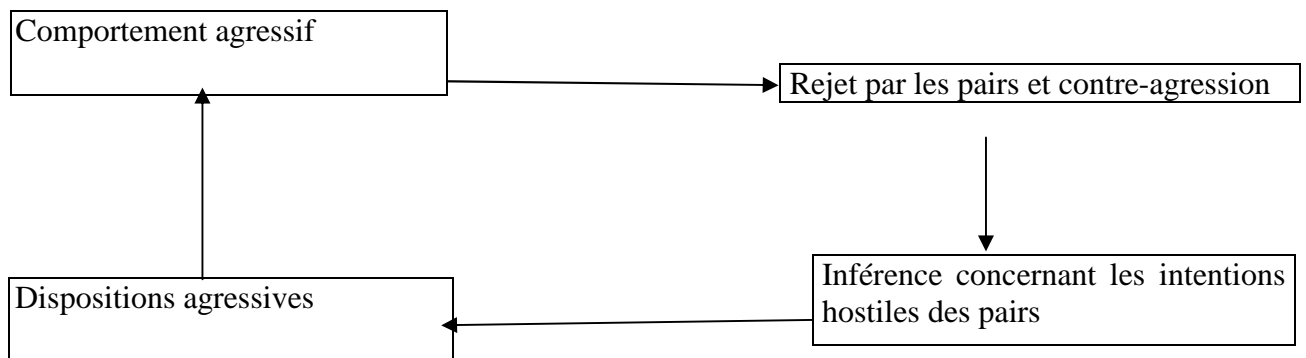 Comportement agressif
Rejet par les pairs et contre-agression
Dispositions agressives
Inférence concernant les intentions
hostiles des pairs